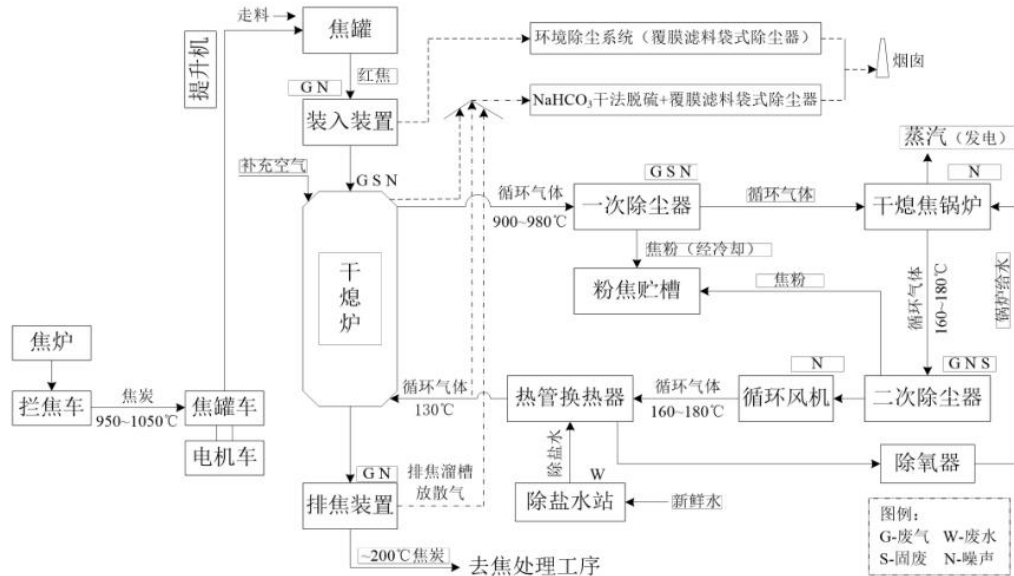 走料
焦罐
提升机
红焦
G N
装入装置
环境除尘系统（覆膜滤料袋式除尘器）
NaHCO₃干法脱硫+覆膜滤料袋式除尘器
烟囱
补充空气
G S N
干熄炉
循环气体
900~980℃
G S N
一次除尘器
循环气体
蒸汽（发电）
N
干熄焦锅炉
焦粉（经冷却）
粉焦贮槽
焦粉
循环气体
160~180℃
锅炉给水
焦炉
拦焦车
焦炭
950~1050℃
焦罐车
电机车
循环气体
130℃
热管换热器
循环气体
160~180℃
N
循环风机
G N S
二次除尘器
除盐水
W
除盐水站
新鲜水
除氧器
G N
排焦装置
排焦溜槽
放散气
~200℃焦炭
去焦处理工序
图例：
G-废气 W-废水
S-固废 N-噪声